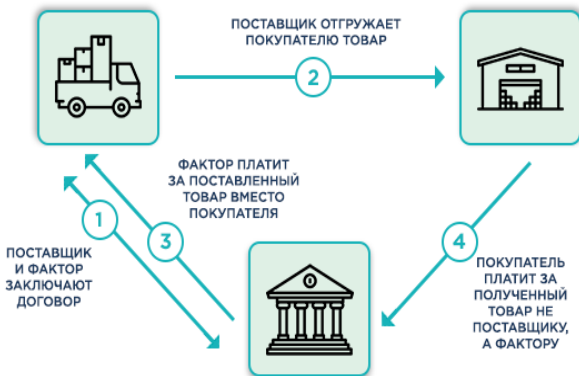 ПОСТАВЩИК ОТГРУЖАЕТ
ПОКУПАТЕЛЮ ТОВАР
2
ФАКТОР ПЛАТИТ
ЗА ПОСТАВЛЕННЫЙ
ТОВАР ВМЕСТО
ПОКУПАТЕЛЯ
1
3
4
ПОСТАВЩИК
И ФАКТОР
ЗАКЛЮЧАЮТ
ДОГОВОР
ПОКУПАТЕЛЬ
ПЛАТИТ ЗА
ПОЛУЧЕННЫЙ
ТОВАР НЕ
ПОСТАВЩИКУ,
А ФАКТОРУ